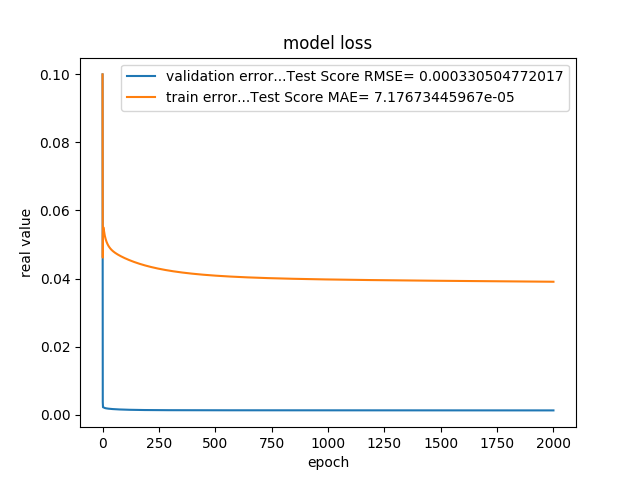 model loss
validation error...Test Score RMSE= 0.000330504772017
train error...Test Score MAE= 7.17673445967e-05
0.10
0.08
0.06
0.04
0.02
0.00
real value
0 250 500 750 1000 1250 1500 1750 2000
epoch